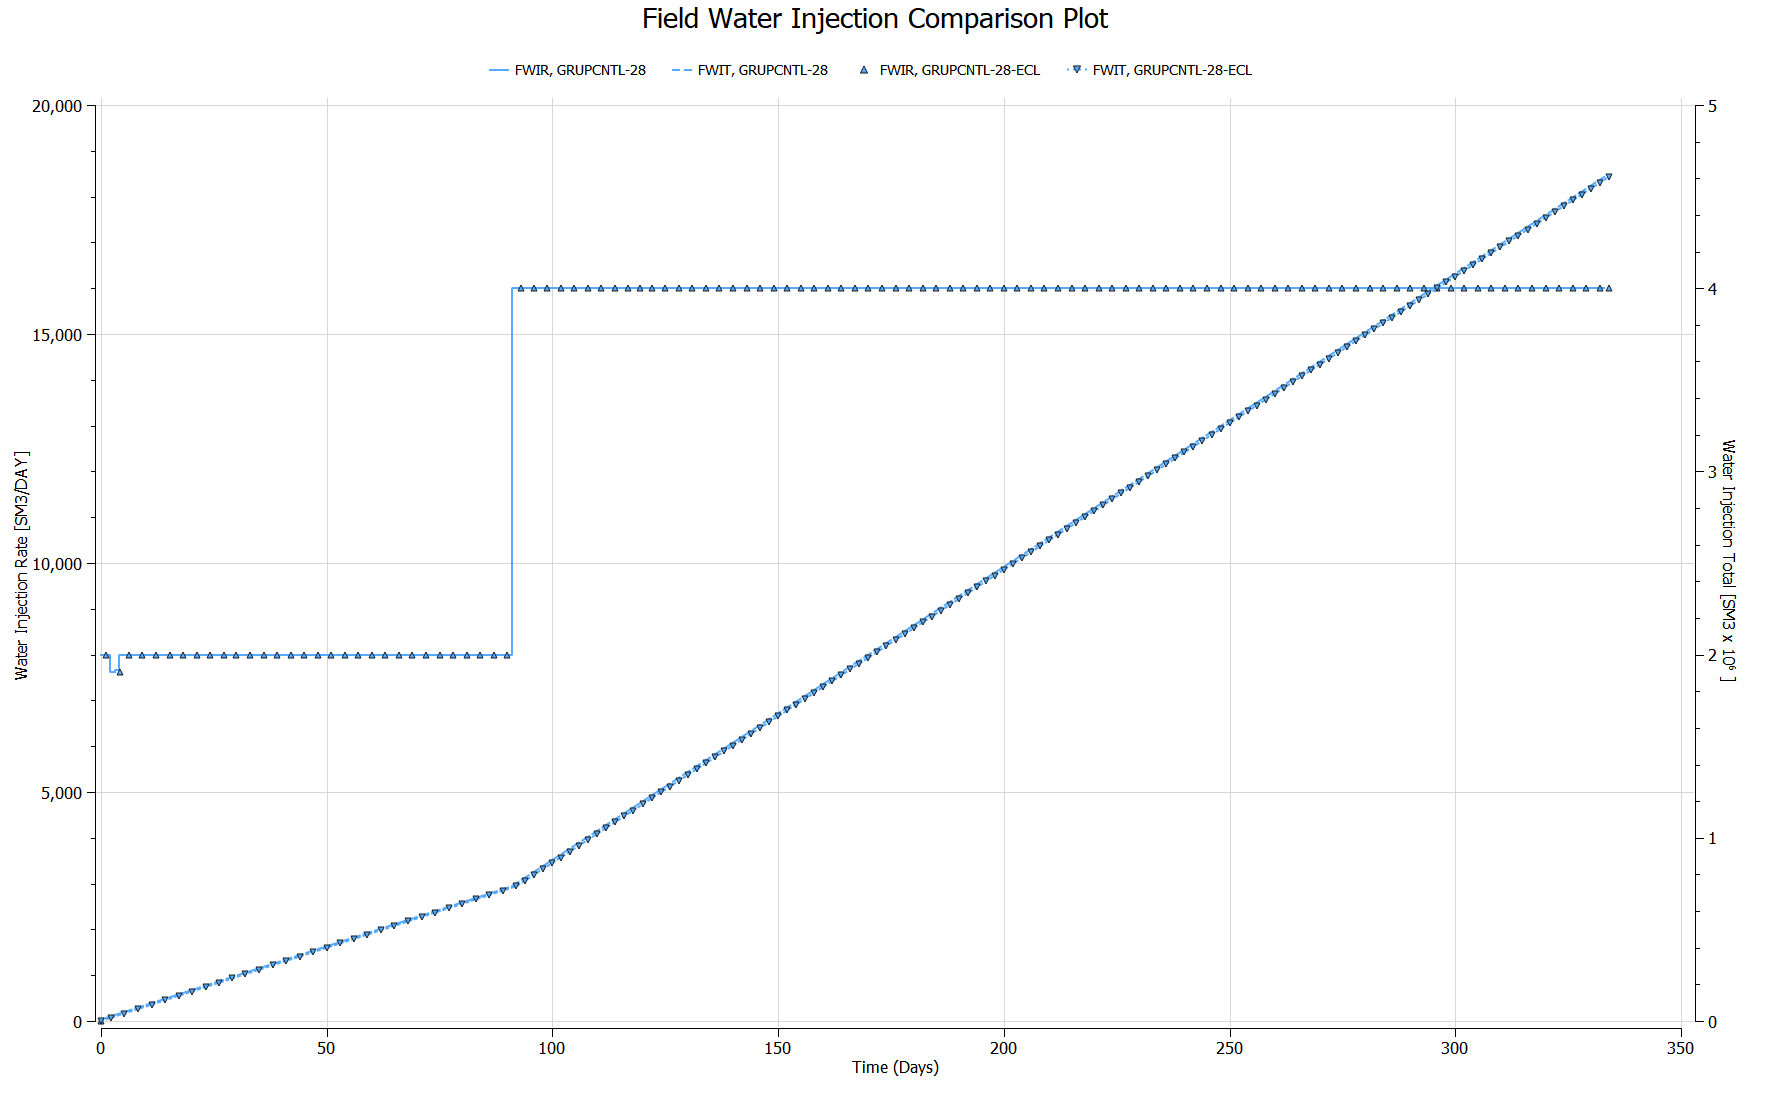 Field Water Injection Comparison Plot
FWIR, GRUPCNTL-28 FWIT, GRUPCNTL-28 FWIR, GRUPCNTL-28-ECL FWIT, GRUPCNTL-28-ECL
20,000
15,000
10,000
5,000
0
Water Injection Rate [SM3/DAY]
5
4
3
2
1
0
Water Injection Total [SM3 x 10⁶ ]
0 50 100 150 200 250 300 350
Time (Days)